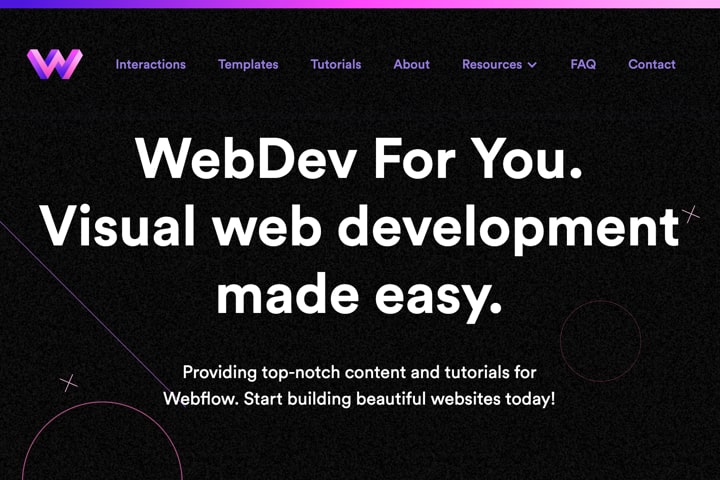 W
Interactions Templates Tutorials About Resources FAQ Contact
WebDev For You.
Visual web development
made easy.
Providing top-notch content and tutorials for
Webflow. Start building beautiful websites today!